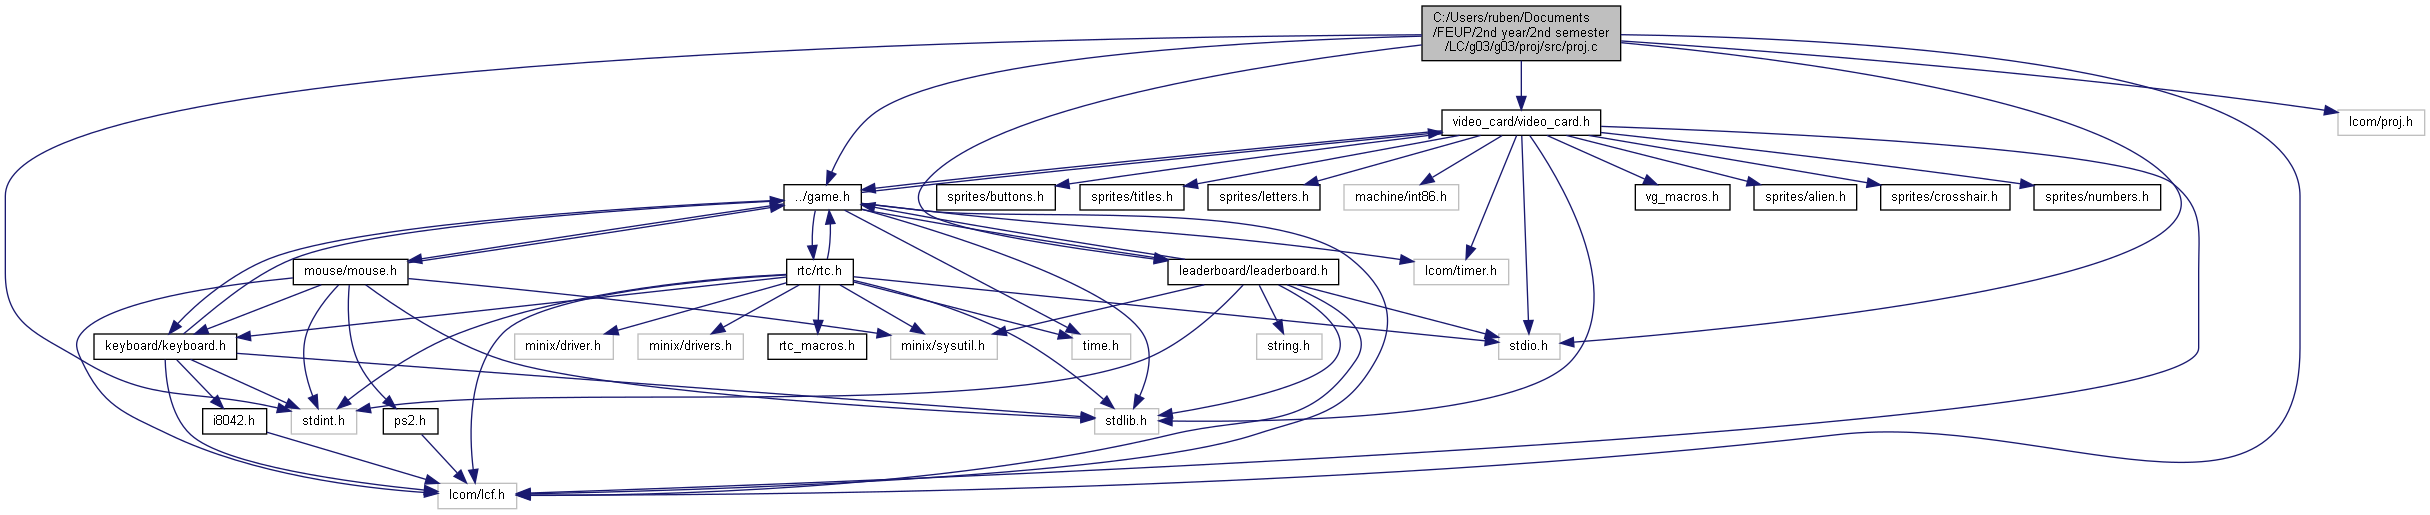 C:/Users/ruben/Documents
/FEUP/2nd year/2nd semester
/LC/g03/g03/proj/src/proj.c
video_card/video_card.h
lcom/proj.h
../game.h
sprites/buttons.h
sprites/titles.h
sprites/letters.h
machine/int86.h
vg_macros.h
sprites/alien.h
sprites/crosshair.h
sprites/numbers.h
mouse/mouse.h
rtc/rtc.h
leaderboard/leaderboard.h
lcom/timer.h
keyboard/keyboard.h
minix/driver.h
minix/drivers.h
rtc_macros.h
minix/sysutil.h
time.h
string.h
stdio.h
i8042.h
stdint.h
ps2.h
stdlib.h
lcom/lcf.h